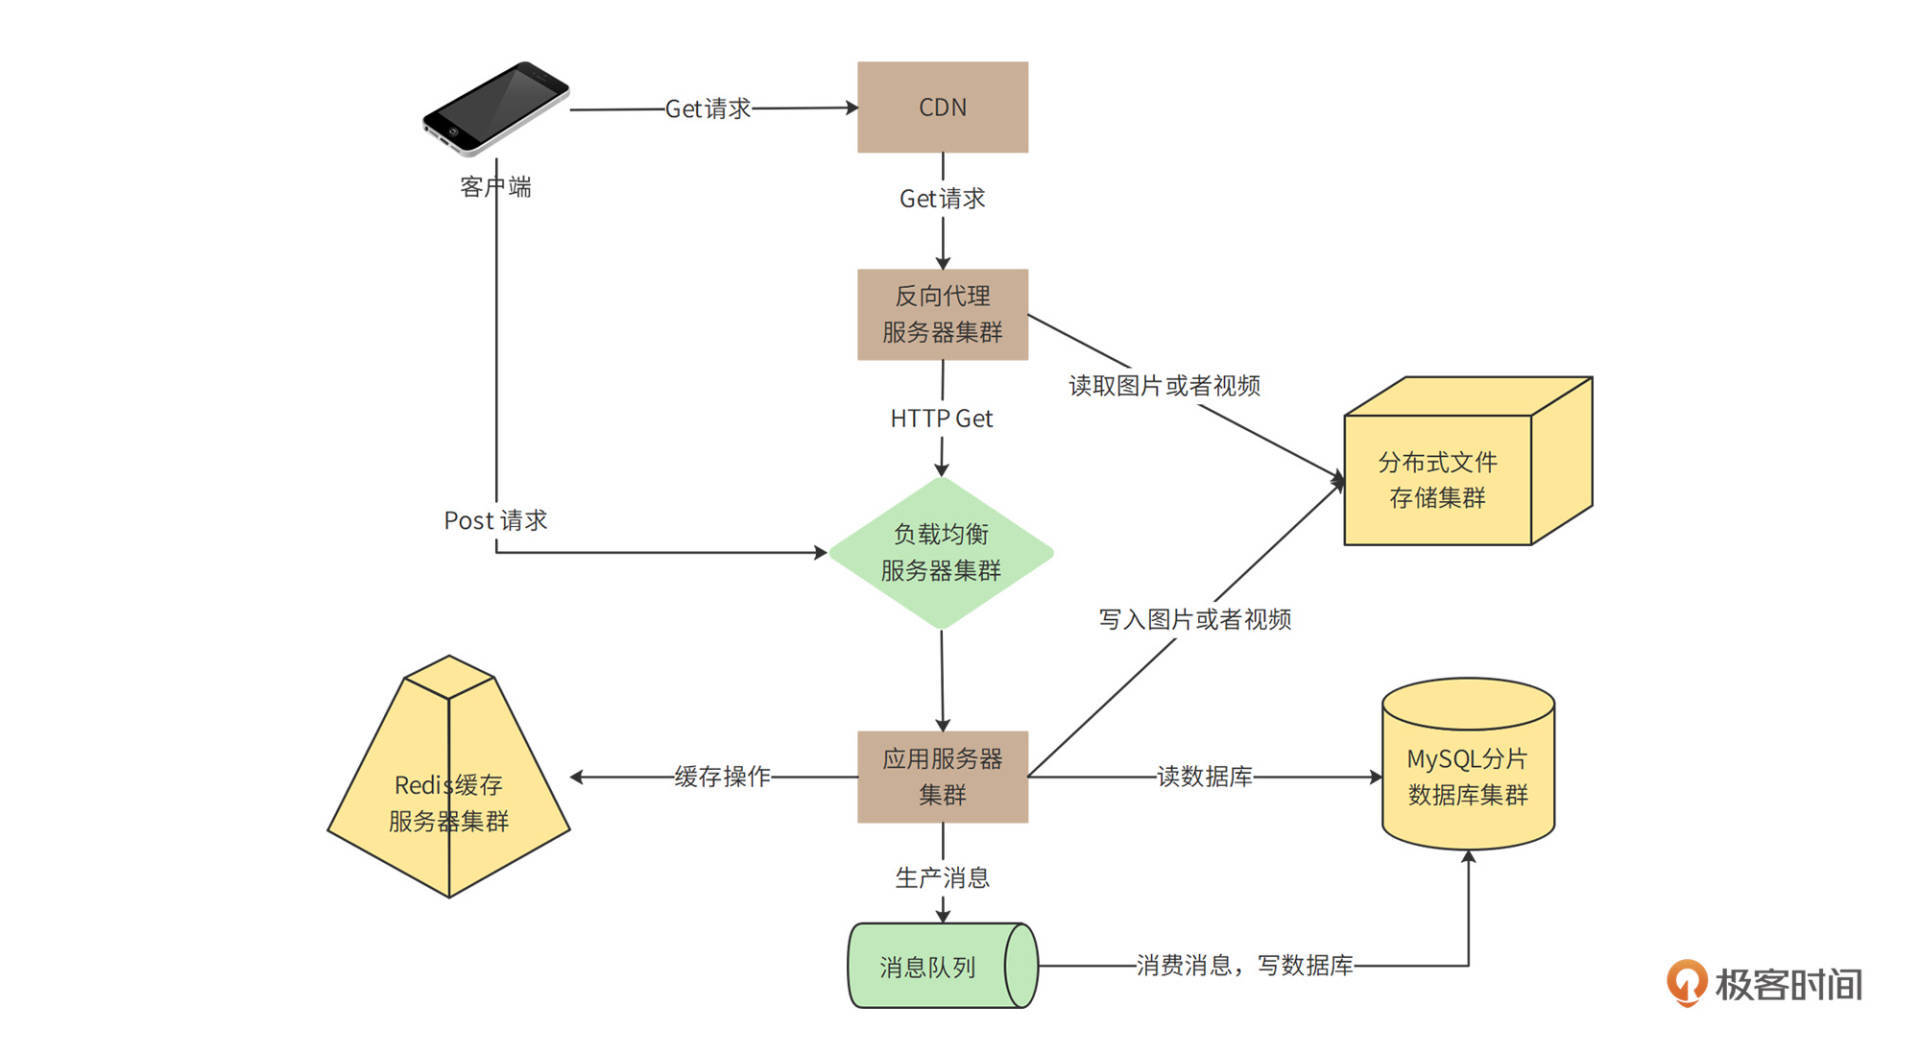 Get请求
CDN
客户端
Get请求
反向代理
服务器集群
读取图片或者视频
HTTP Get
分布式文件
存储集群
Post 请求
负载均衡
服务器集群
写入图片或者视频
Redis缓存
服务器集群
缓存操作
应用服务器
集群
读数据库
MySQL分片
数据库集群
生产消息
消息队列
消费消息，写数据库
极客时间